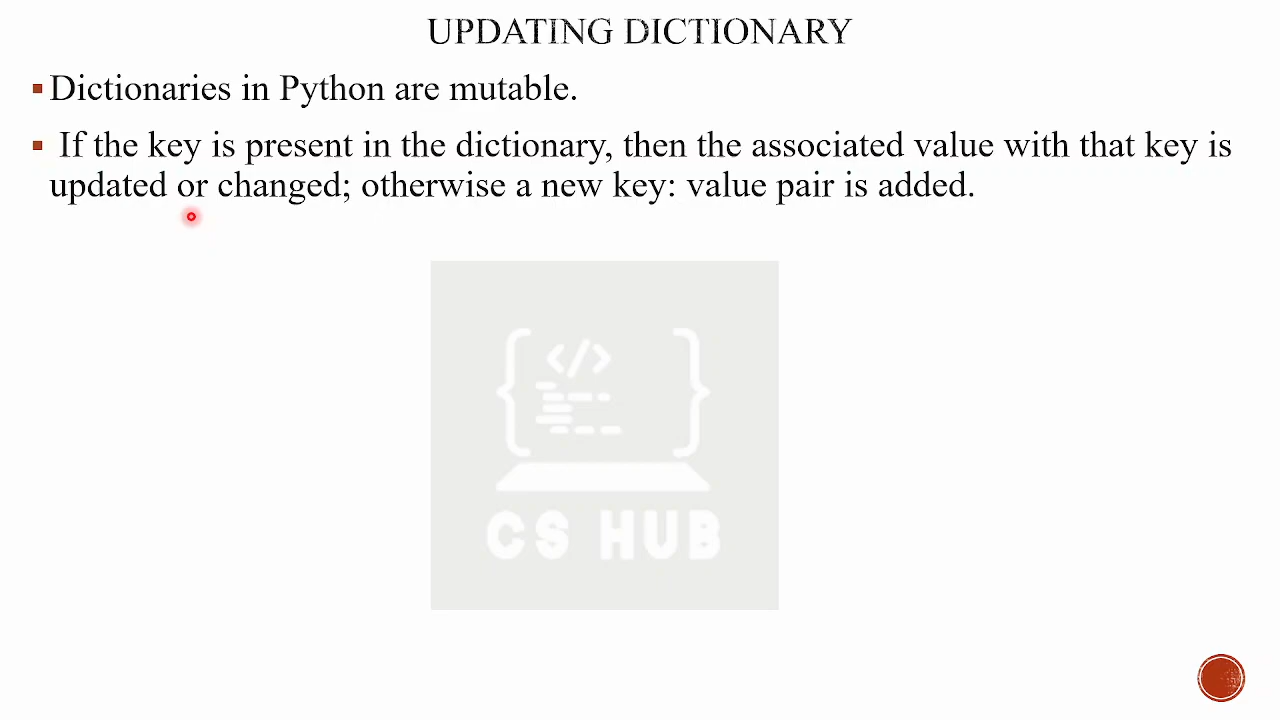 UPDATING DICTIONARY
Dictionaries in Python are mutable.
If the key is present in the dictionary, then the associated value with that key is
updated or changed; otherwise a new key: value pair is added.
</>
CS HUB